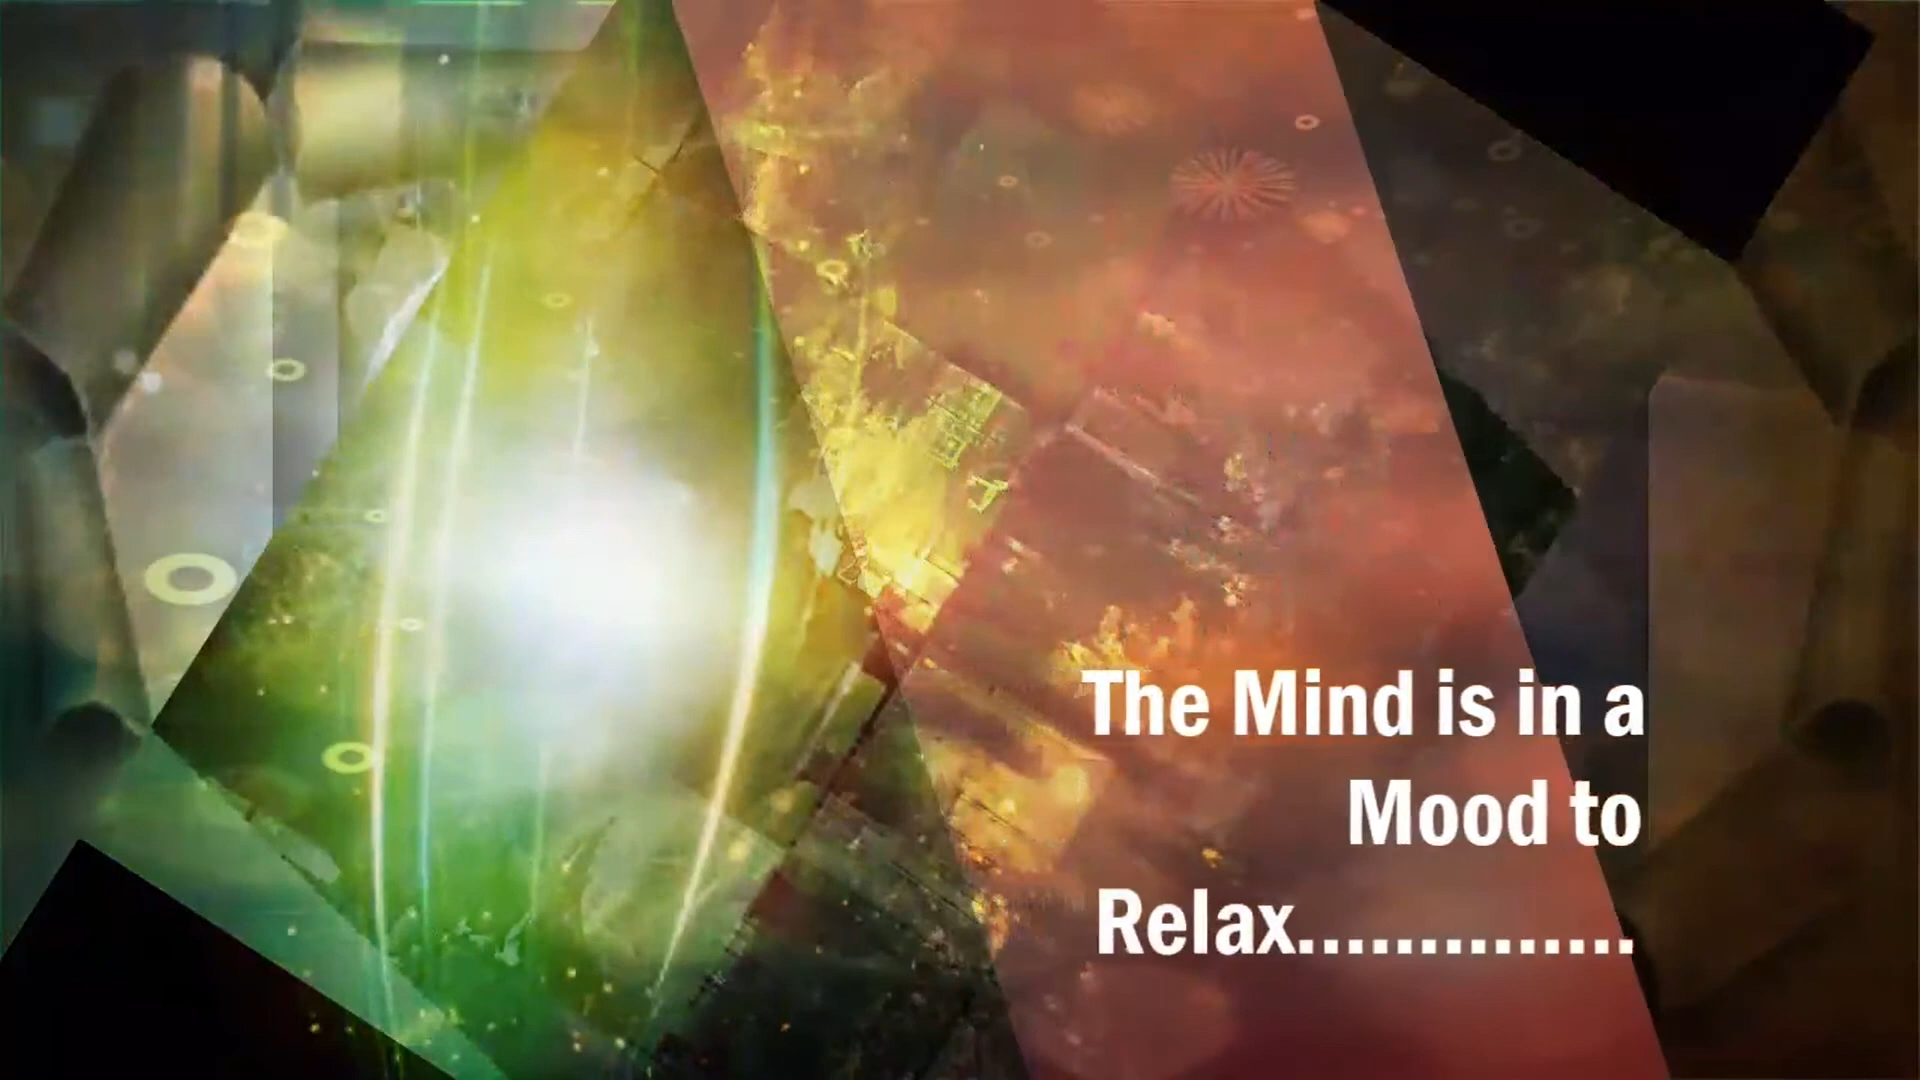 The Mind is in a
Mood to
Relax..............